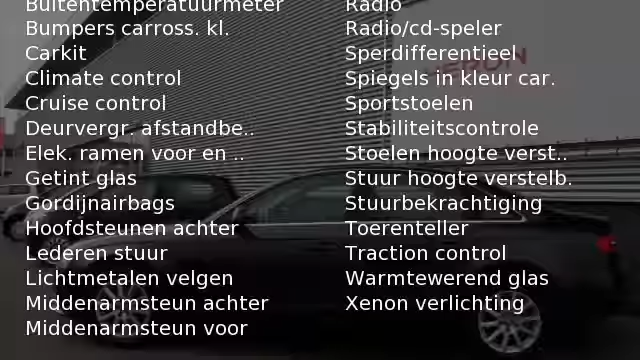 Buitentemperatuurmeter
Bumpers carross. kl.
Carkit
Climate control
Cruise control
Deurvergr. afstandbe..
Elek. ramen voor en ..
Getint glas
Gordijnairbags
Hoofdsteunen achter
Lederen stuur
Lichtmetalen velgen
Middenarmsteun achter
Middenarmsteun voor
Radio
Radio/cd-speler
Sperdifferentieel
Spiegels in kleur car.
Sportstoelen
Stabiliteitscontrole
Stoelen hoogte verst..
Stuur hoogte verstelb.
Stuurbekrachtiging
Toerenteller
Traction control
Warmtewerend glas
Xenon verlichting